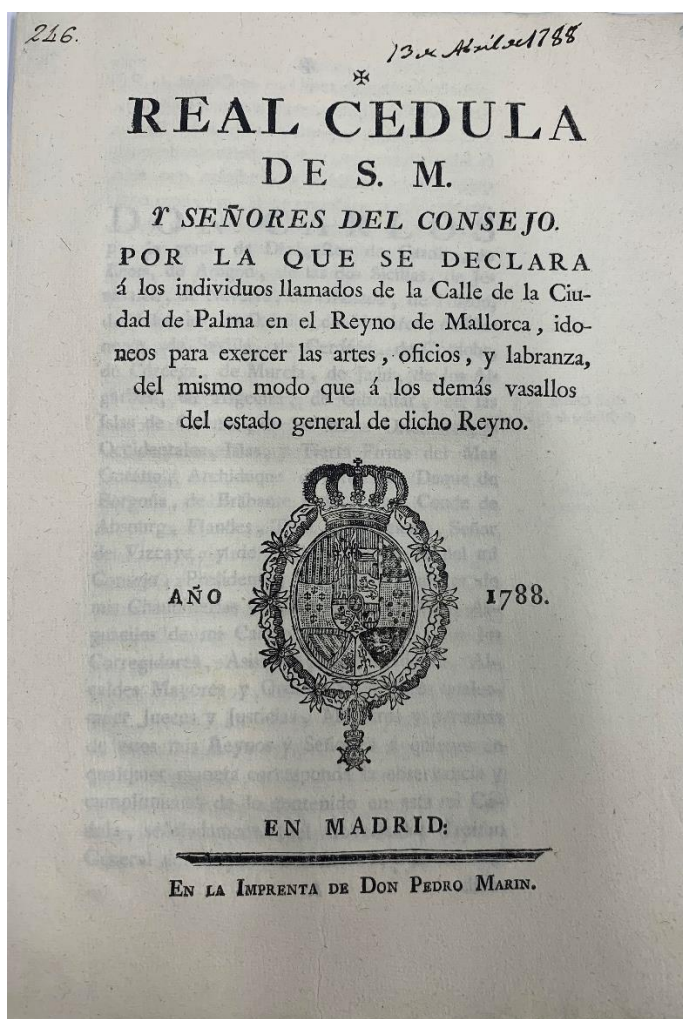 246.
13 de Abril de 1788
✠
REAL CEDULA
DE S. M.
Y SEÑORES DEL CONSEJO.
POR LA QUE SE DECLARA
á los individuos llamados de la Calle de la Ciu-
dad de Palma en el Reyno de Mallorca, ido-
neos para exercer las artes, oficios, y labranza,
del mismo modo que á los demás vasallos
del estado general de dicho Reyno.
AÑO 1788.
EN MADRID:
EN LA IMPRENTA DE DON PEDRO MARIN.